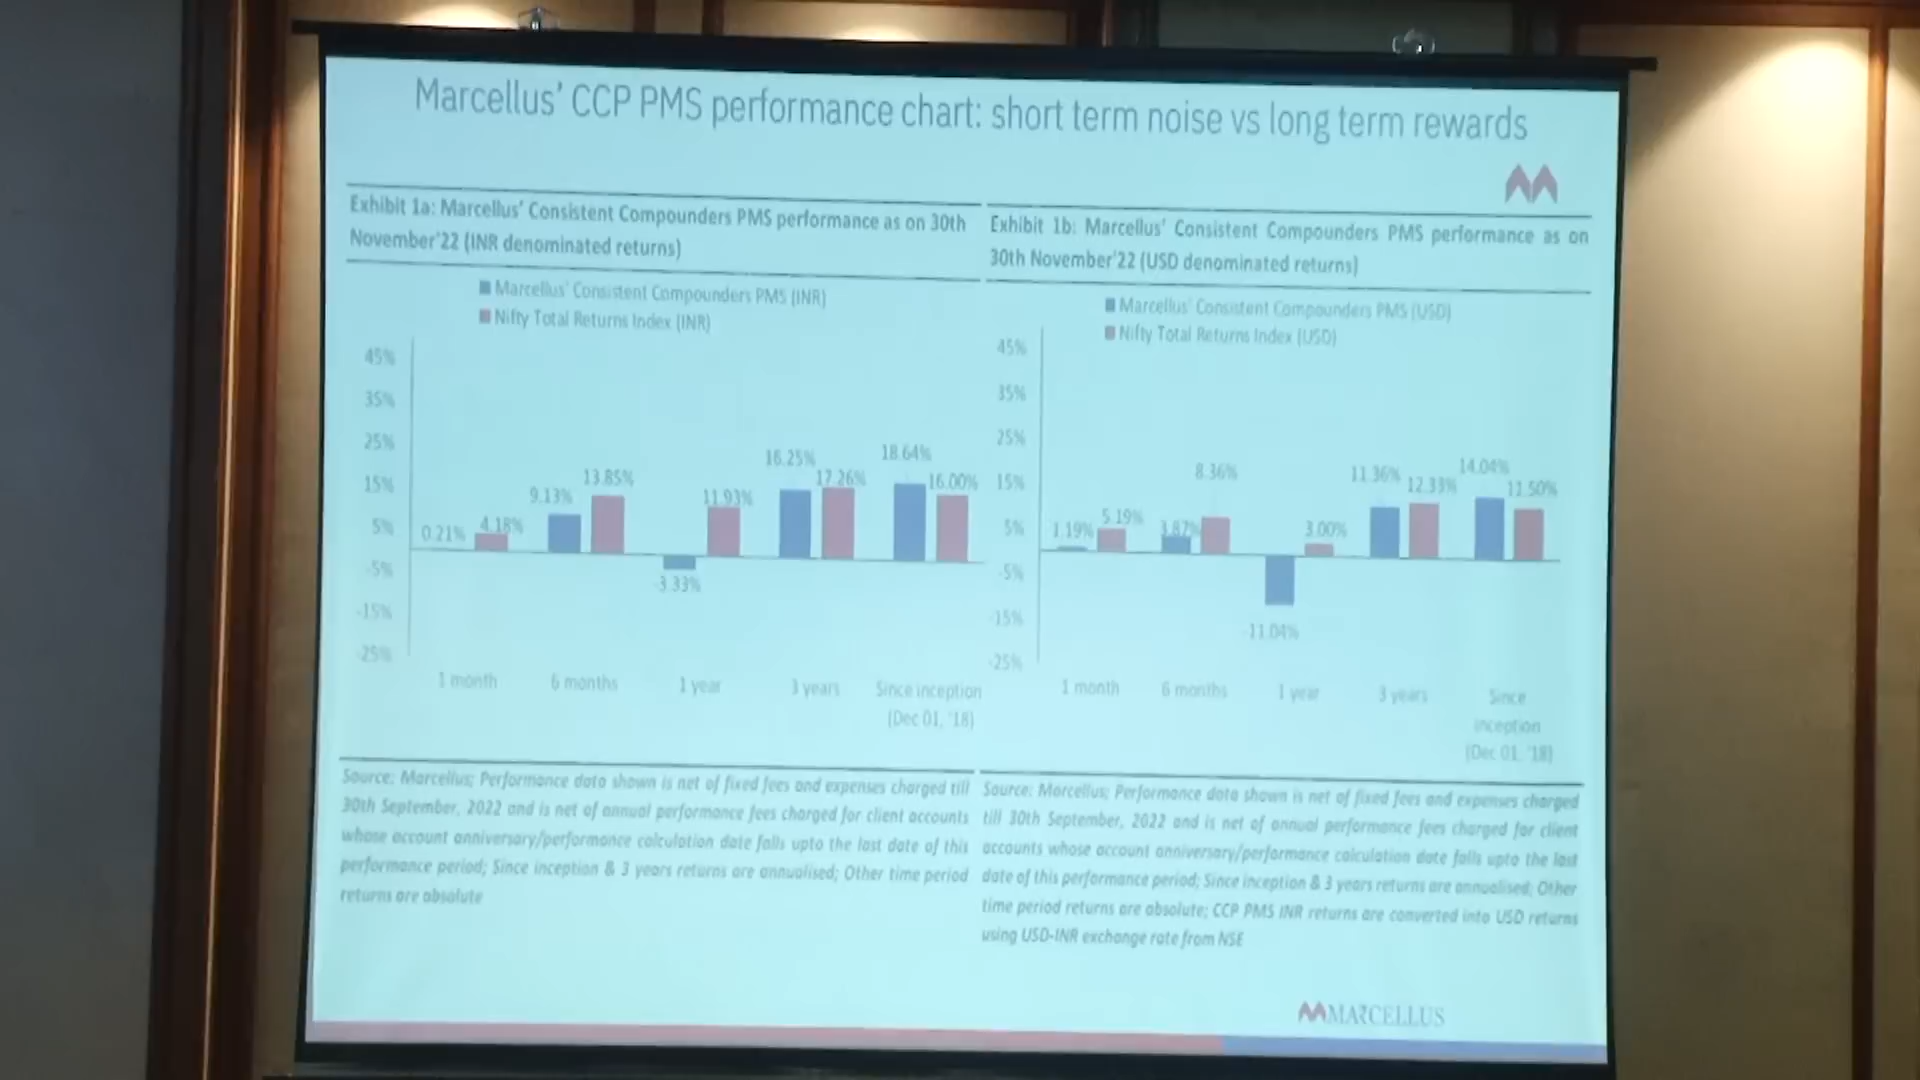 Marcellus' CCP PMS performance chart: short term noise vs long term rewards
Exhibit 1a: Marcellus' Consistent Compounders PMS performance as on 30th
November'22 (INR denominated returns)
Marcellus' Consistent Compounders PMS (INR)
Nifty Total Returns Index (INR)
45%
35%
25%
15%
5%
-5%
-15%
-25%
0.21%
4.18%
9.13%
13.85%
-3.33%
11.93%
16.25%
17.26%
18.64%
16.00%
1 month
6 months
1 year
3 years
Since inception
(Dec 01, '18)
Source: Marcellus; Performance data shown is net of fixed fees and expenses charged till
30th September, 2022 and is net of annual performance fees charged for client accounts
whose account anniversary/performance calculation date falls upto the last date of this
performance period; Since inception & 3 years returns are annualised; Other time period
returns are absolute
Exhibit 1b: Marcellus' Consistent Compounders PMS performance as on
30th November'22 (USD denominated returns)
Marcellus' Consistent Compounders PMS (USD)
Nifty Total Returns Index (USD)
45%
35%
25%
15%
5%
-5%
-15%
-25%
1.19%
5.19%
3.87%
8.36%
-11.04%
3.00%
11.36%
12.33%
14.04%
11.50%
1 month
6 months
1 year
3 years
Since
inception
(Dec 01, '18)
Source: Marcellus; Performance data shown is net of fixed fees and expenses charged
till 30th September, 2022 and is net of annual performance fees charged for client
accounts whose account anniversary/performance calculation date falls upto the last
date of this performance period; Since inception & 3 years returns are annualised; Other
time period returns are absolute; CCP PMS INR returns are converted into USD returns
using USD-INR exchange rate from NSE
MARCELLUS